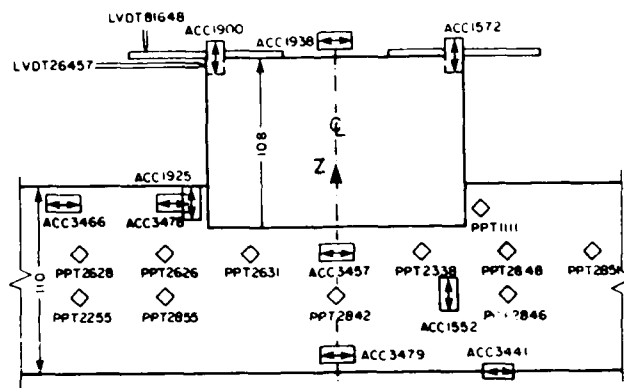 LVDT81648
ACC1900
ACC1938
ACC1572
LVDT26457
108
℄
Z
ACC1925
ACC3466
ACC3478
PPT1111
PPT2628
PPT2626
PPT2631
ACC3457
PPT2338
PPT2848
110
PPT2255
PPT2855
PPT2842
ACC1552
2846
ACC3479
ACC3441